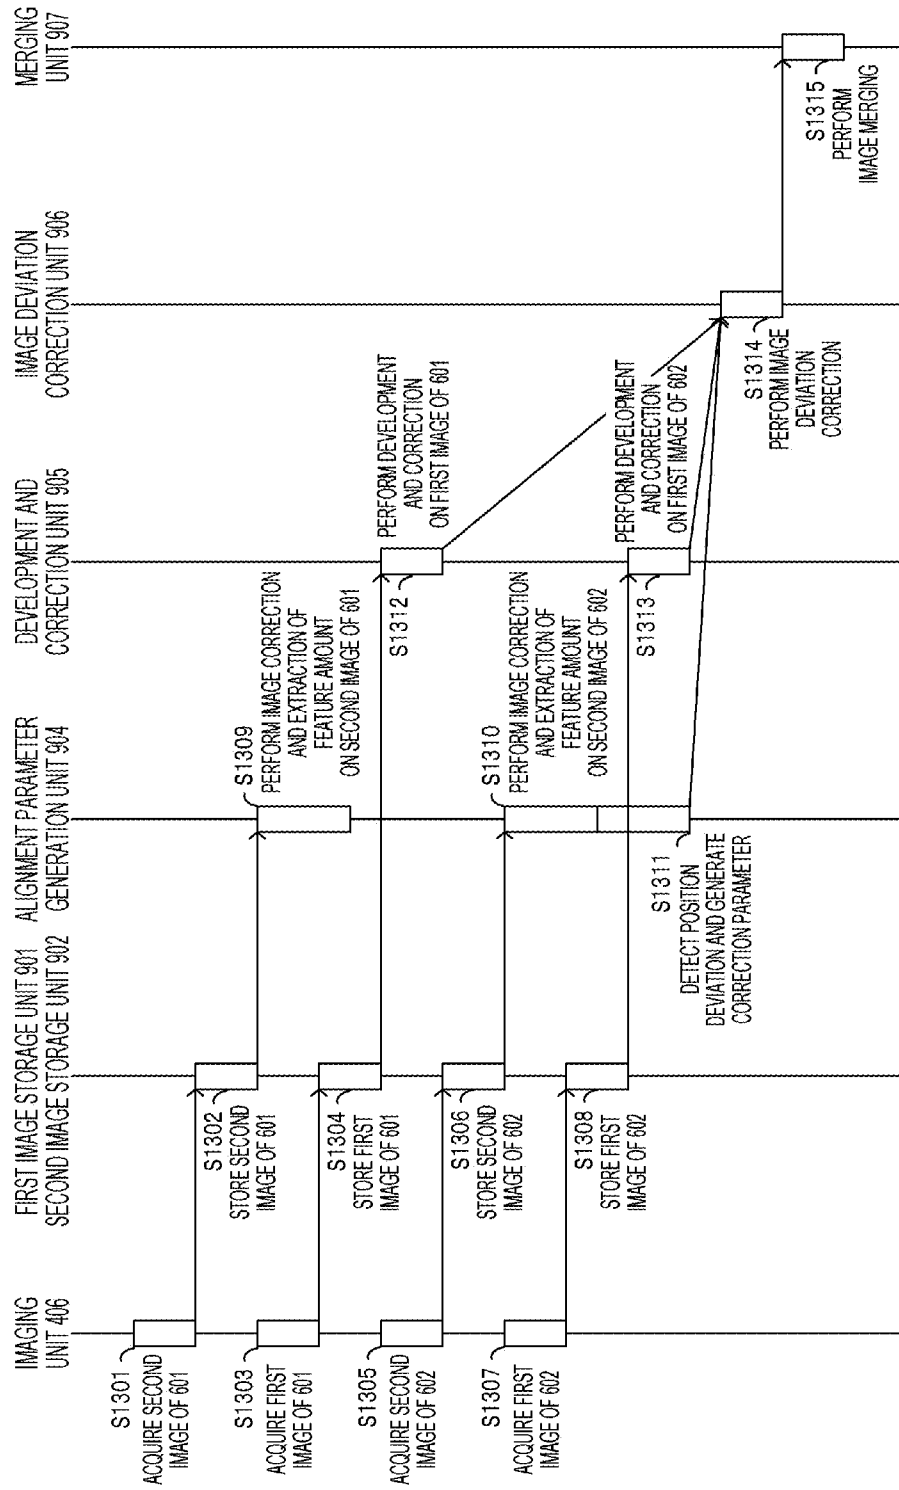 IMAGING
UNIT 406
FIRST IMAGE STORAGE UNIT 901
SECOND IMAGE STORAGE UNIT 902
ALIGNMENT PARAMETER
GENERATION UNIT 904
DEVELOPMENT AND
CORRECTION UNIT 905
IMAGE DEVIATION
CORRECTION UNIT 906
MERGING
UNIT 907
S1301
ACQUIRE SECOND
IMAGE OF 601
S1302
STORE SECOND
IMAGE OF 601
S1309
PERFORM IMAGE CORRECTION
AND EXTRACTION OF
FEATURE AMOUNT
ON SECOND IMAGE OF 601
S1303
ACQUIRE FIRST
IMAGE OF 601
S1304
STORE FIRST
IMAGE OF 601
S1312
PERFORM DEVELOPMENT
AND CORRECTION
ON FIRST IMAGE OF 601
S1305
ACQUIRE SECOND
IMAGE OF 602
S1306
STORE SECOND
IMAGE OF 602
S1310
PERFORM IMAGE CORRECTION
AND EXTRACTION OF
FEATURE AMOUNT
ON SECOND IMAGE OF 602
S1307
ACQUIRE FIRST
IMAGE OF 602
S1308
STORE FIRST
IMAGE OF 602
S1313
PERFORM DEVELOPMENT
AND CORRECTION
ON FIRST IMAGE OF 602
S1311
DETECT POSITION
DEVIATION AND GENERATE
CORRECTION PARAMETER
S1314
PERFORM IMAGE
DEVIATION
CORRECTION
S1315
PERFORM
IMAGE MERGING